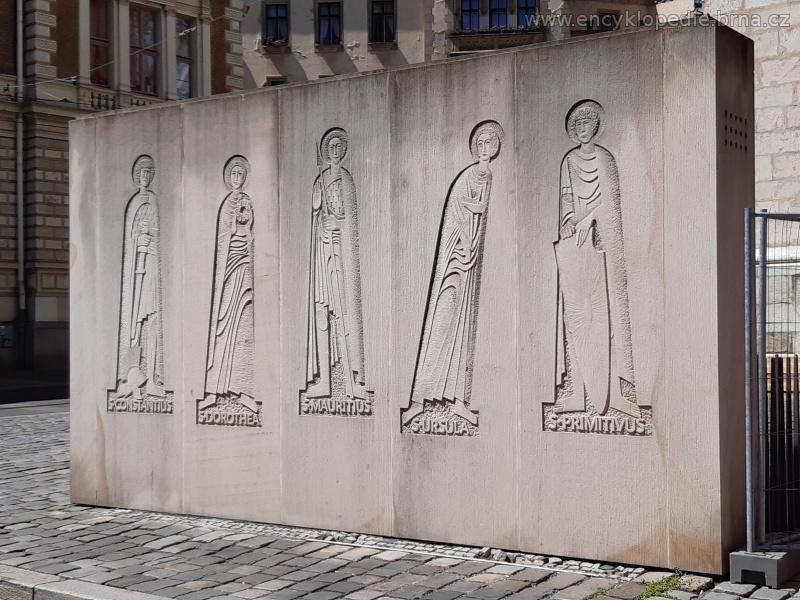 www.encyklopedie.brna.cz
S·CONSTANTIUS
S·DOROTHEA
S·MAURITIUS
S·URSULA
S·PRIMITIVUS